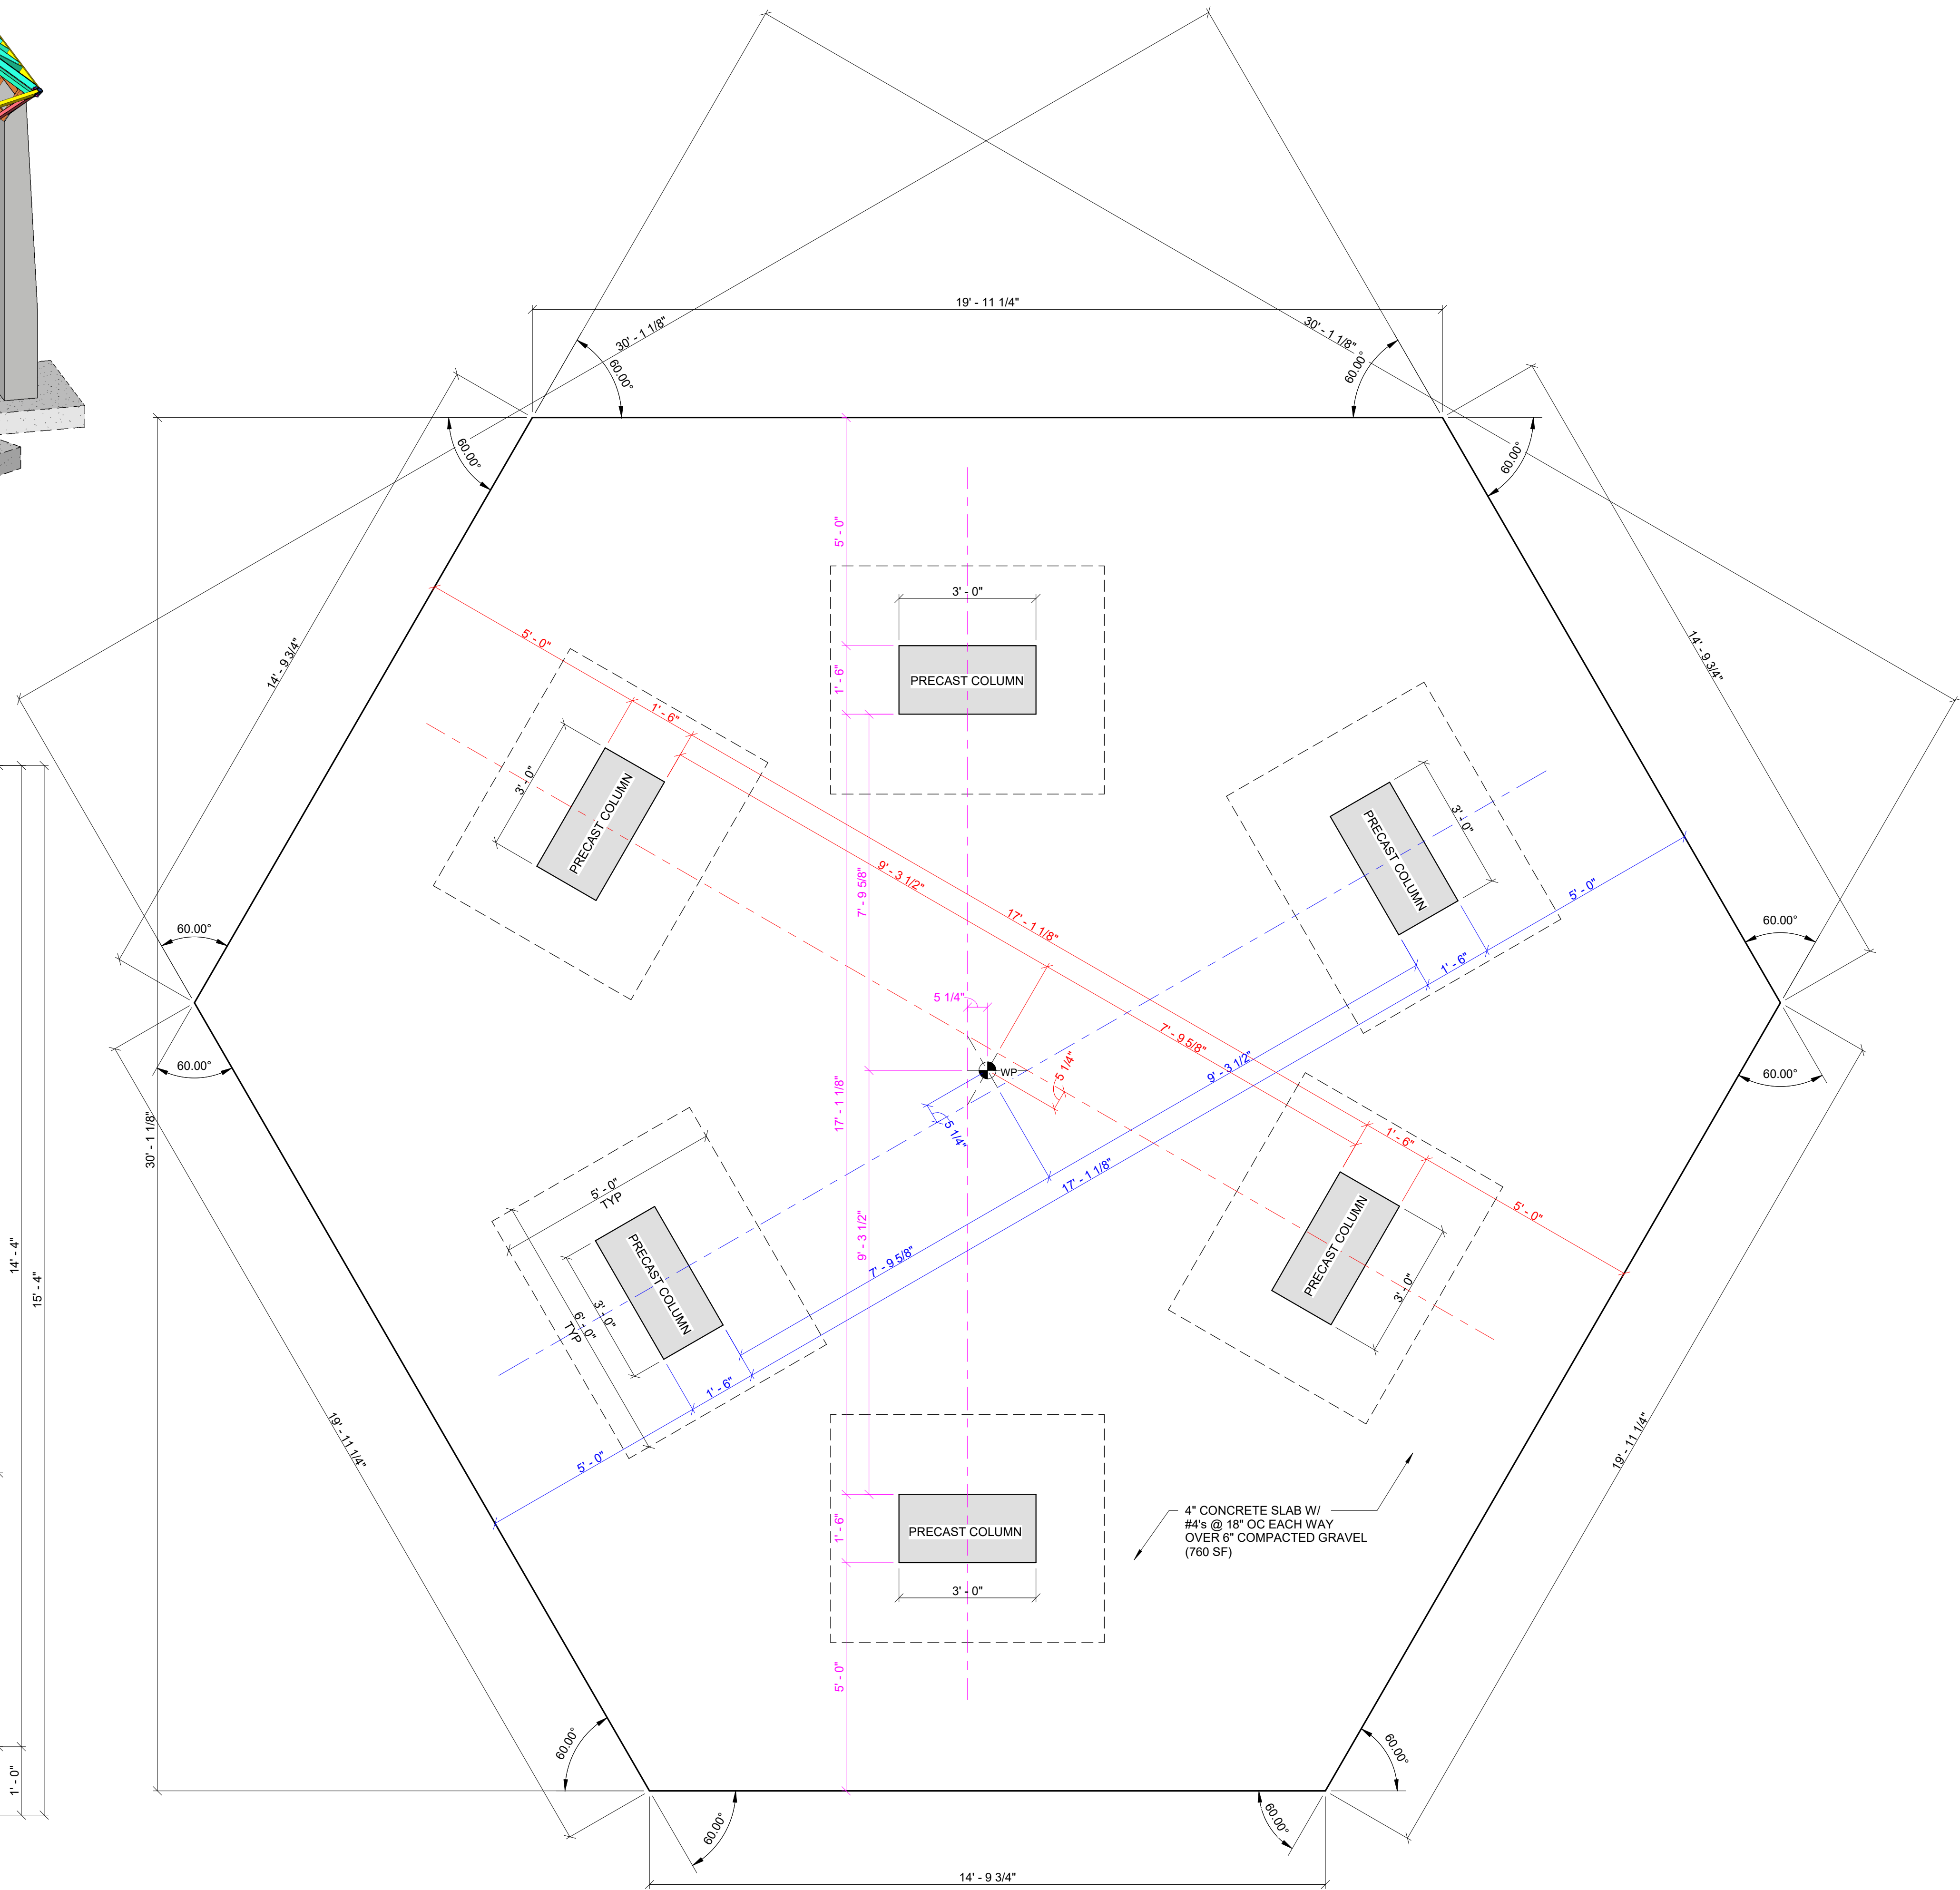 19' - 11 1/4"
30' - 1 1/8"
30' - 1 1/8"
60.00°
60.00°
60.00°
60.00°
5' - 0"
3' - 0"
14' - 9 3/4"
14' - 9 3/4"
5' - 0"
1' - 6"
PRECAST COLUMN
1' - 6"
3' - 0"
PRECAST COLUMN
3' - 0"
PRECAST COLUMN
9' - 3 1/2"
7' - 9 5/8"
5' - 0"
17' - 1 1/8"
60.00°
60.00°
1' - 6"
5 1/4"
7' - 9 5/8"
WP
5 1/4"
9' - 3 1/2"
60.00°
60.00°
30' - 1 1/8"
17' - 1 1/8"
5 1/4"
1' - 6"
17' - 1 1/8"
5' - 0"
TYP
5' - 0"
PRECAST COLUMN
9' - 3 1/2"
7' - 9 5/8"
14' - 4"
15' - 4"
PRECAST COLUMN
3' - 0"
6' - 0"
TYP
3' - 0"
1' - 6"
19' - 11 1/4"
19' - 11 1/4"
5' - 0"
1' - 6"
PRECAST COLUMN
4" CONCRETE SLAB W/
#4's @ 18" OC EACH WAY
OVER 6" COMPACTED GRAVEL
(760 SF)
3' - 0"
5' - 0"
60.00°
60.00°
1' - 0"
60.00°
60.00°
14' - 9 3/4"